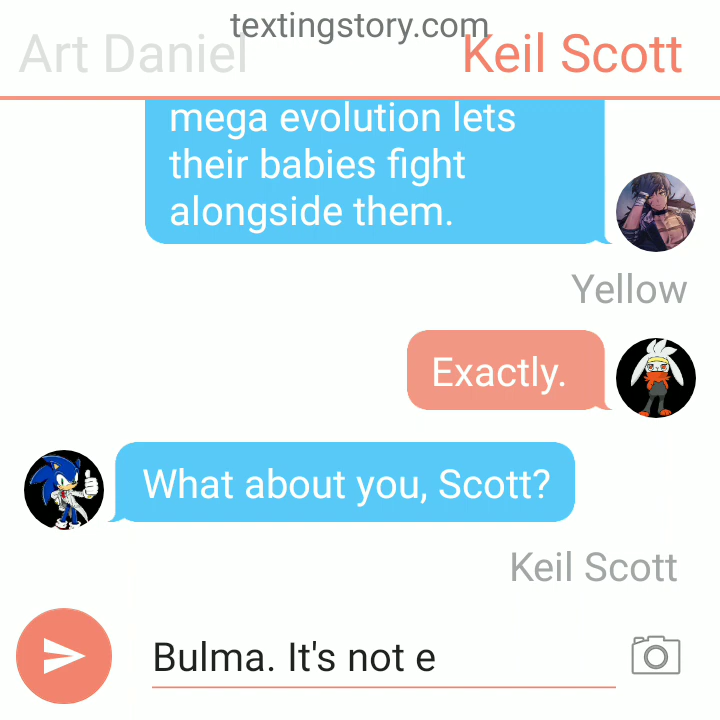 textingstory.com
Art Daniel
Keil Scott
mega evolution lets
their babies fight
alongside them.
Yellow
Exactly.
What about you, Scott?
Keil Scott
Bulma. It's not e